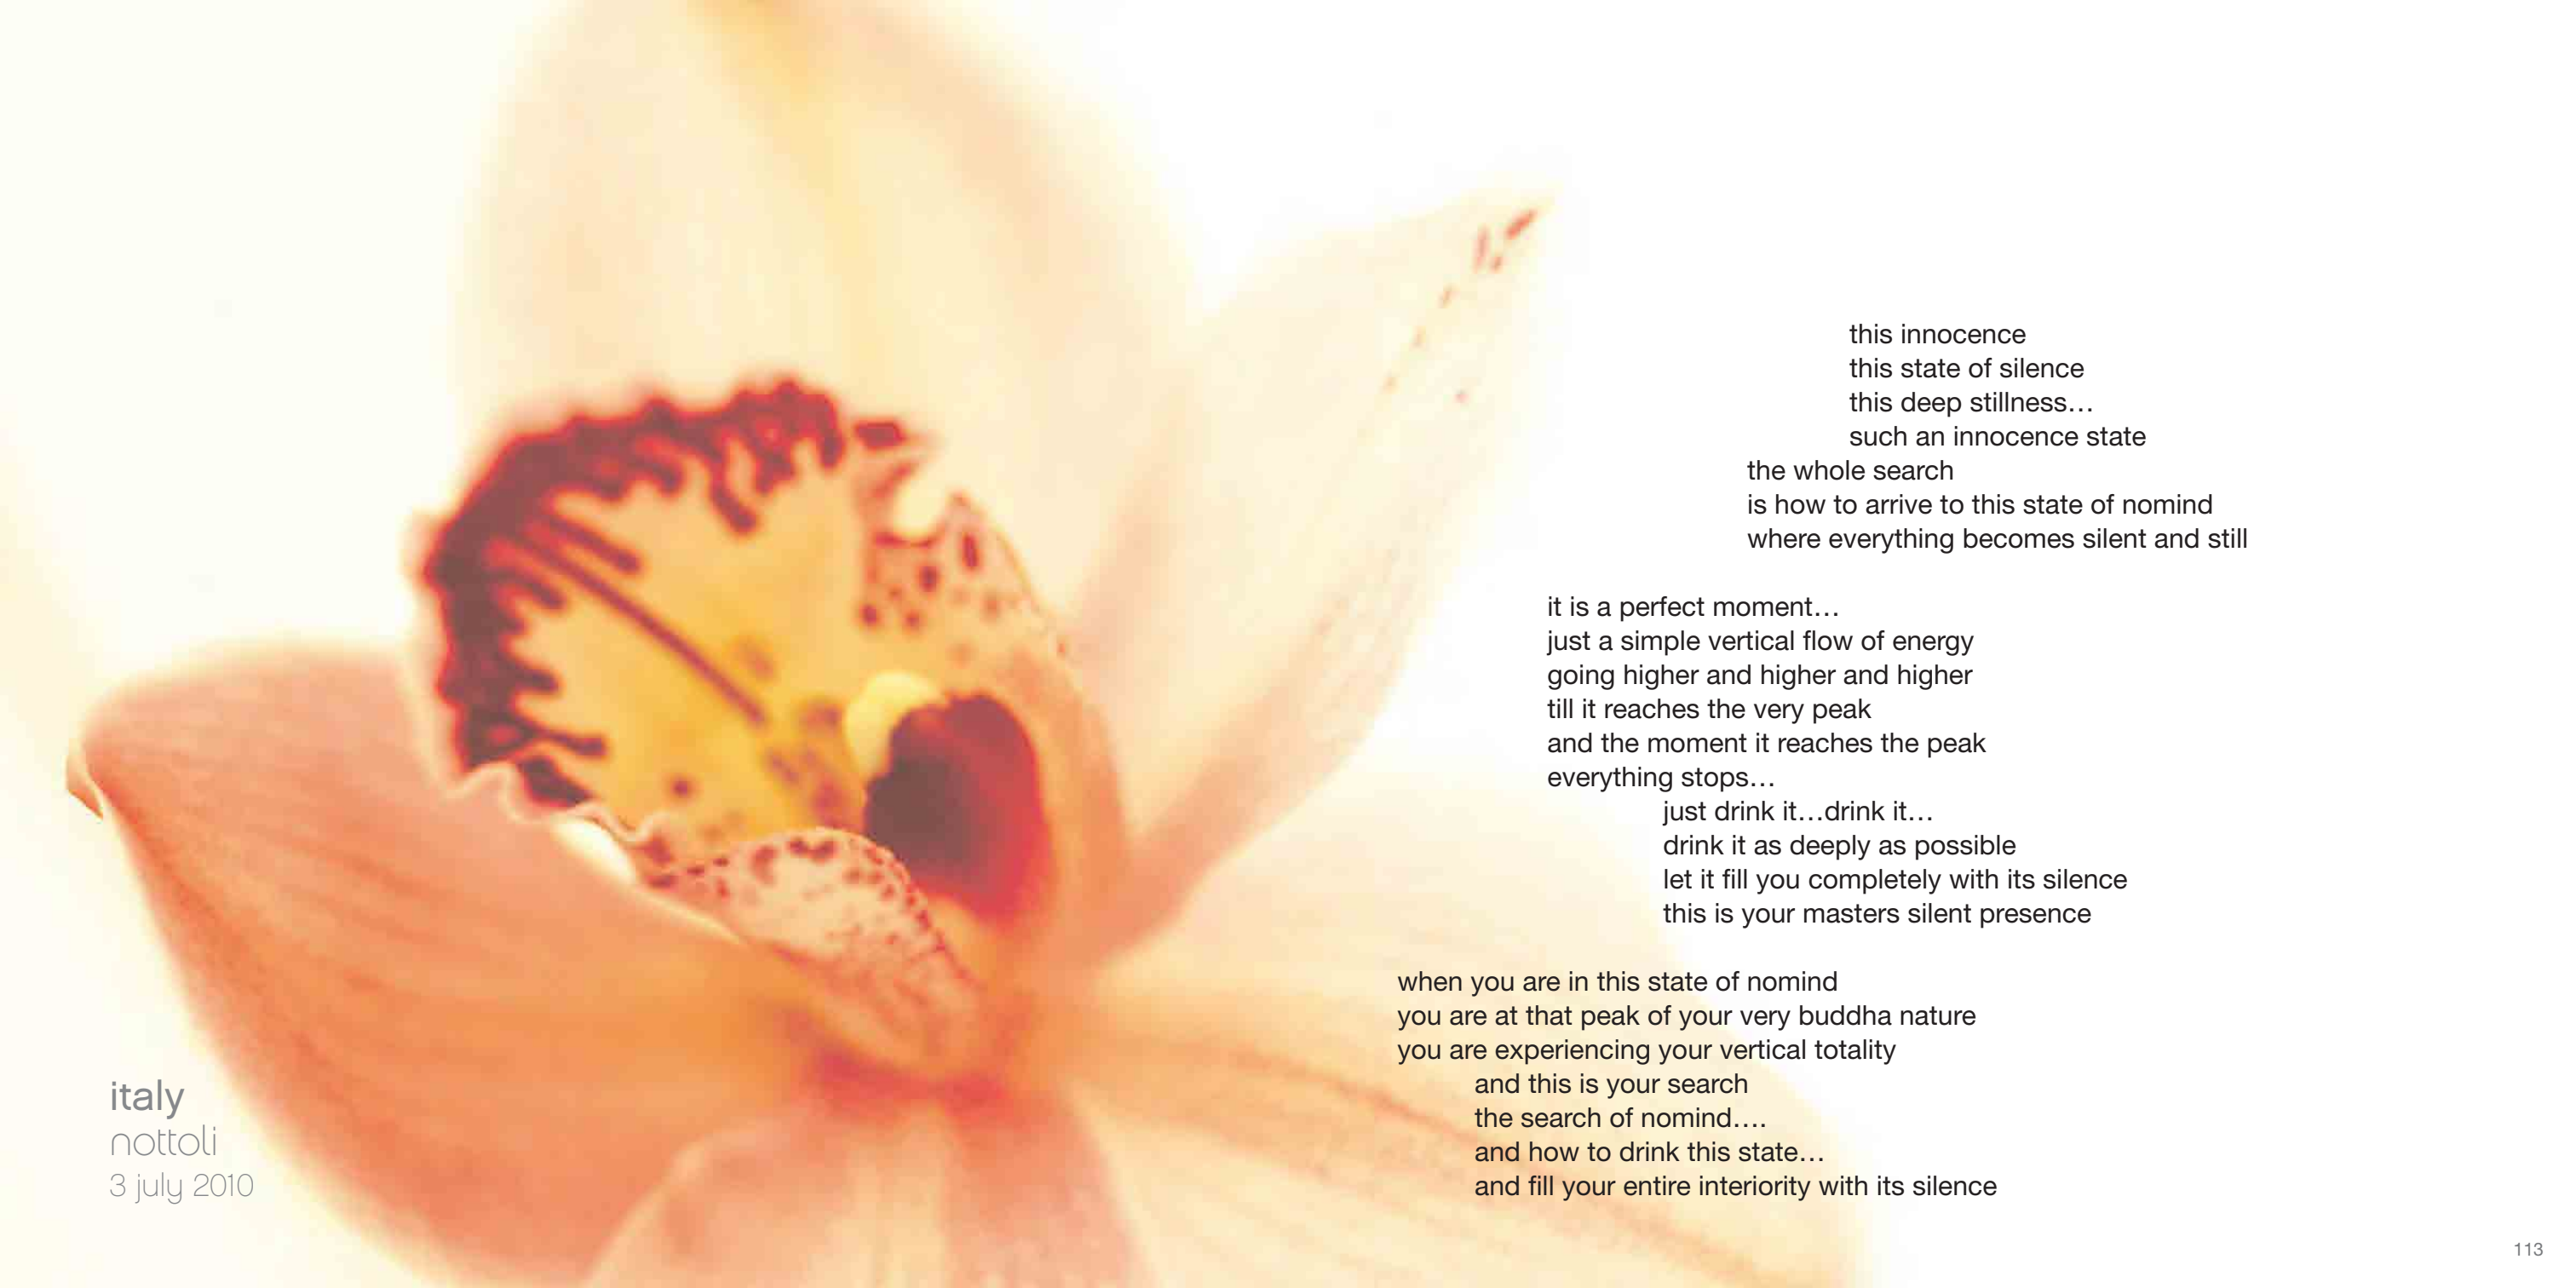 this innocence
this state of silence
this deep stillness…
such an innocence state
the whole search
is how to arrive to this state of nomind
where everything becomes silent and still
it is a perfect moment…
just a simple vertical flow of energy
going higher and higher and higher
till it reaches the very peak
and the moment it reaches the peak
everything stops…
just drink it…drink it…
drink it as deeply as possible
let it fill you completely with its silence
this is your masters silent presence
when you are in this state of nomind
you are at that peak of your very buddha nature
you are experiencing your vertical totality
and this is your search
the search of nomind….
and how to drink this state…
and fill your entire interiority with its silence
italy
nottoli
3 july 2010
113